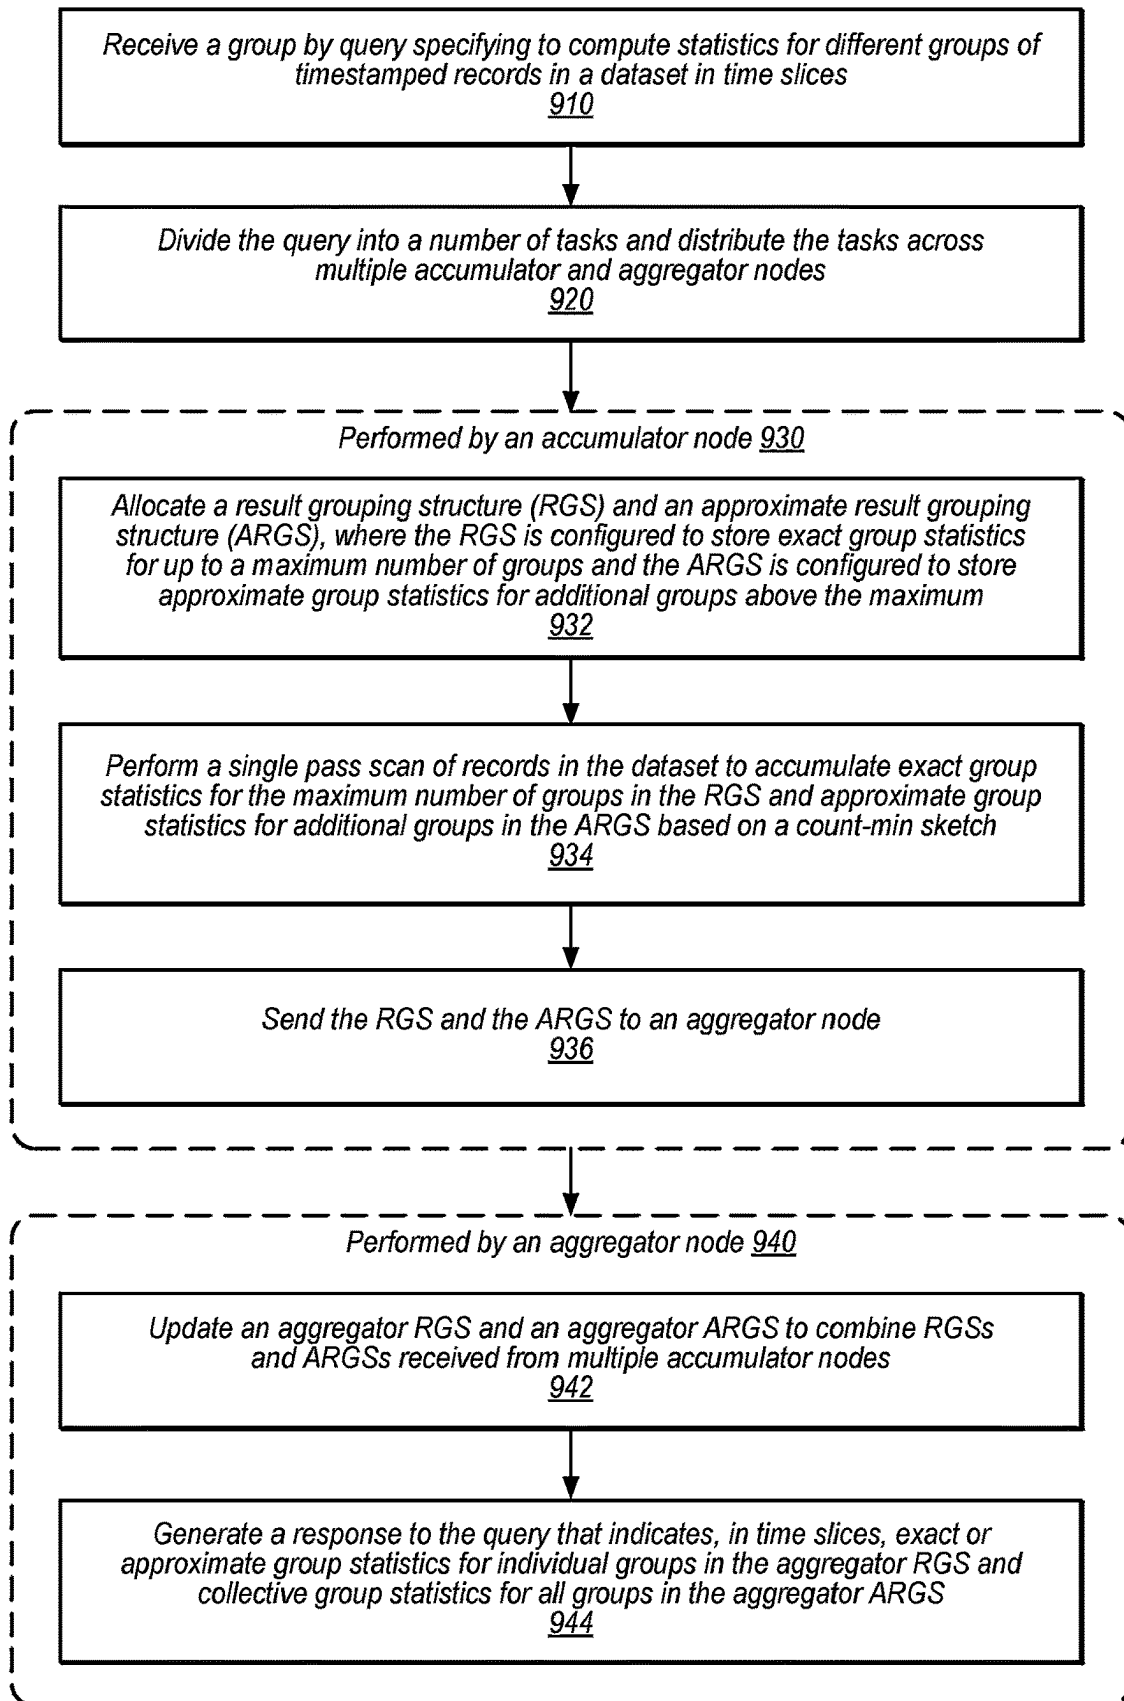 Receive a group by query specifying to compute statistics for different groups of
timestamped records in a dataset in time slices
910
Divide the query into a number of tasks and distribute the tasks across
multiple accumulator and aggregator nodes
920
Performed by an accumulator node 930
Allocate a result grouping structure (RGS) and an approximate result grouping
structure (ARGS), where the RGS is configured to store exact group statistics
for up to a maximum number of groups and the ARGS is configured to store
approximate group statistics for additional groups above the maximum
932
Perform a single pass scan of records in the dataset to accumulate exact group
statistics for the maximum number of groups in the RGS and approximate group
statistics for additional groups in the ARGS based on a count-min sketch
934
Send the RGS and the ARGS to an aggregator node
936
Performed by an aggregator node 940
Update an aggregator RGS and an aggregator ARGS to combine RGSs
and ARGSs received from multiple accumulator nodes
942
Generate a response to the query that indicates, in time slices, exact or
approximate group statistics for individual groups in the aggregator RGS and
collective group statistics for all groups in the aggregator ARGS
944